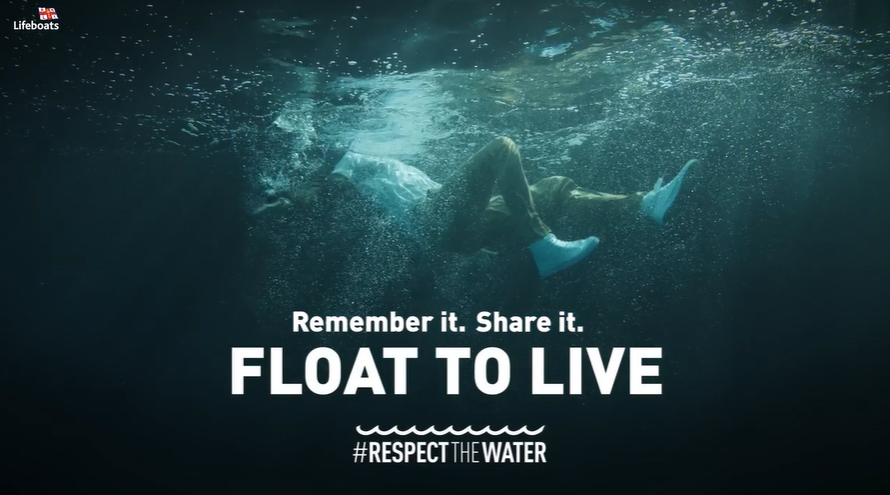 Lifeboats
Remember it. Share it.
FLOAT TO LIVE
#RESPECTTHEWATER